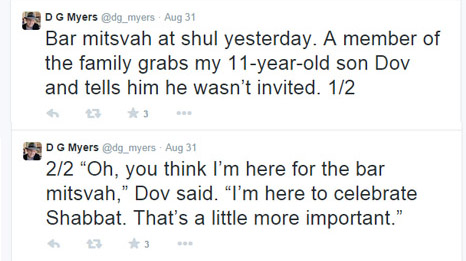 D G Myers @dg_myers · Aug 31
Bar mitsvah at shul yesterday. A member of
the family grabs my 11-year-old son Dov
and tells him he wasn’t invited. 1/2
3
D G Myers @dg_myers · Aug 31
2/2 “Oh, you think I’m here for the bar
mitsvah,” Dov said. “I’m here to celebrate
Shabbat. That’s a little more important.”
3